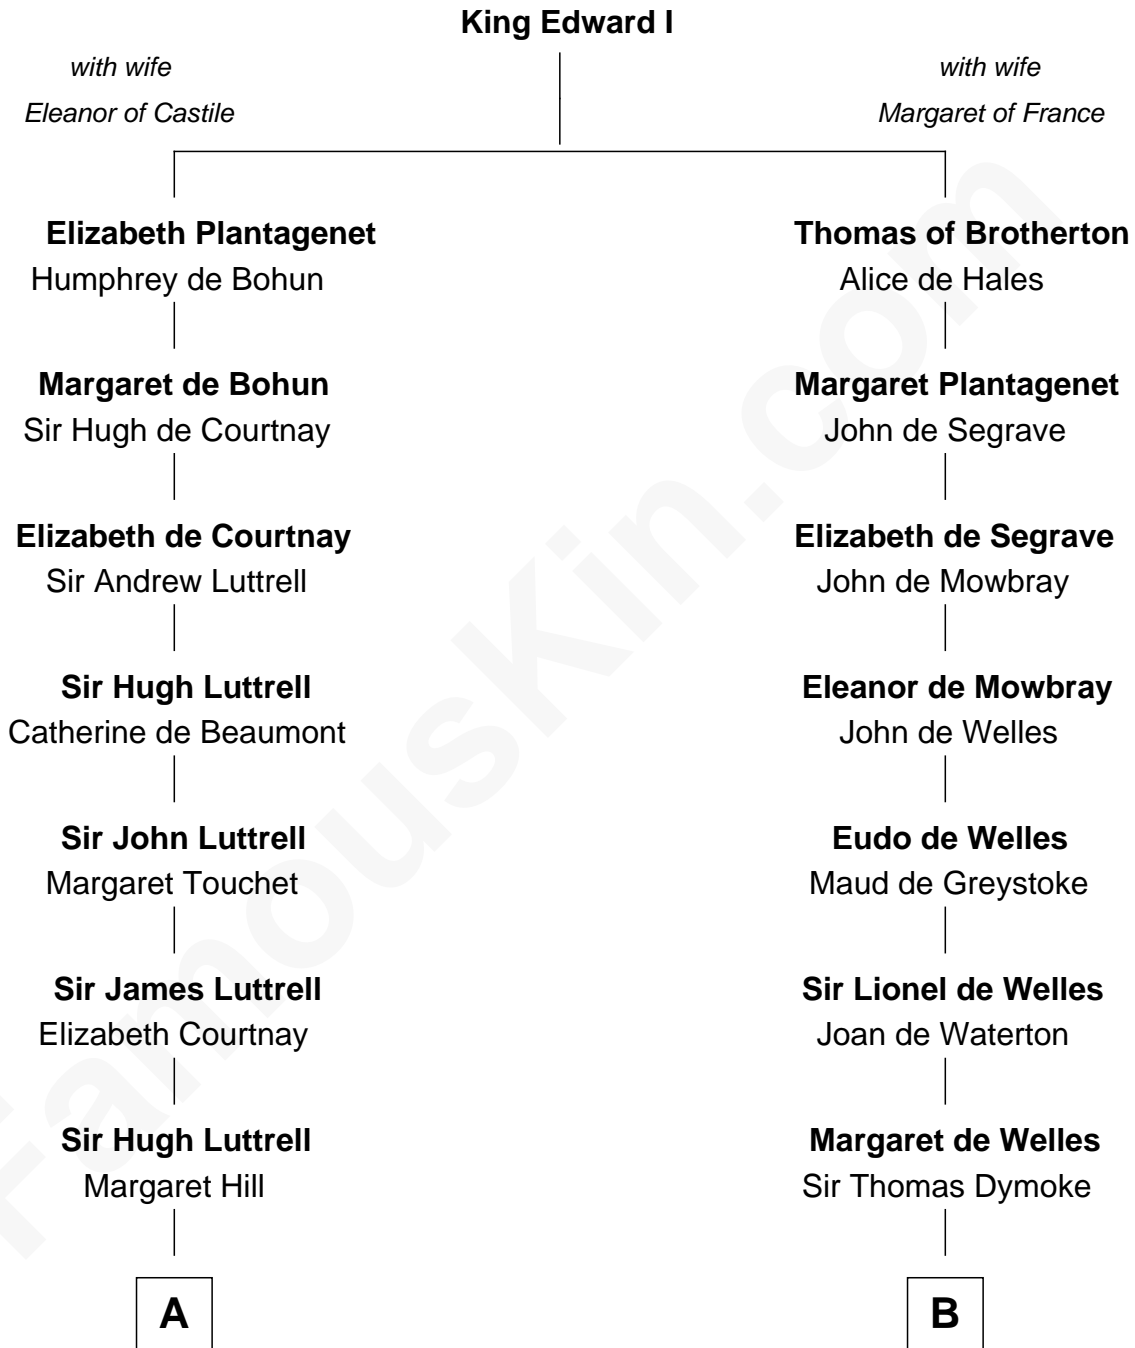 King Edward I
with wife
Eleanor of Castile
with wife
Margaret of France
Elizabeth Plantagenet
Humphrey de Bohun
Thomas of Brotherton
Alice de Hales
Margaret de Bohun
Sir Hugh de Courtnay
Margaret Plantagenet
John de Segrave
Elizabeth de Courtnay
Sir Andrew Luttrell
Elizabeth de Segrave
John de Mowbray
Sir Hugh Luttrell
Catherine de Beaumont
Eleanor de Mowbray
John de Welles
Sir John Luttrell
Margaret Touchet
Eudo de Welles
Maud de Greystoke
Sir James Luttrell
Elizabeth Courtnay
Sir Lionel de Welles
Joan de Waterton
Sir Hugh Luttrell
Margaret Hill
Margaret de Welles
Sir Thomas Dymoke
A
B
FamousKin.com